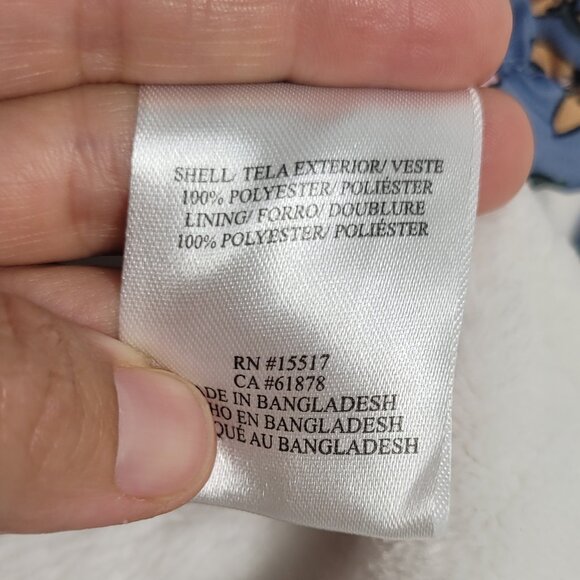 SHELL/ TELA EXTERIOR/ VESTE
100% POLYESTER/ POLIÉSTER
LINING/ FORRO/ DOUBLURE
100% POLYESTER/ POLIÉSTER
RN #15517
CA #61878
DE IN BANGLADESH
HO EN BANGLADESH
QUÉ AU BANGLADESH